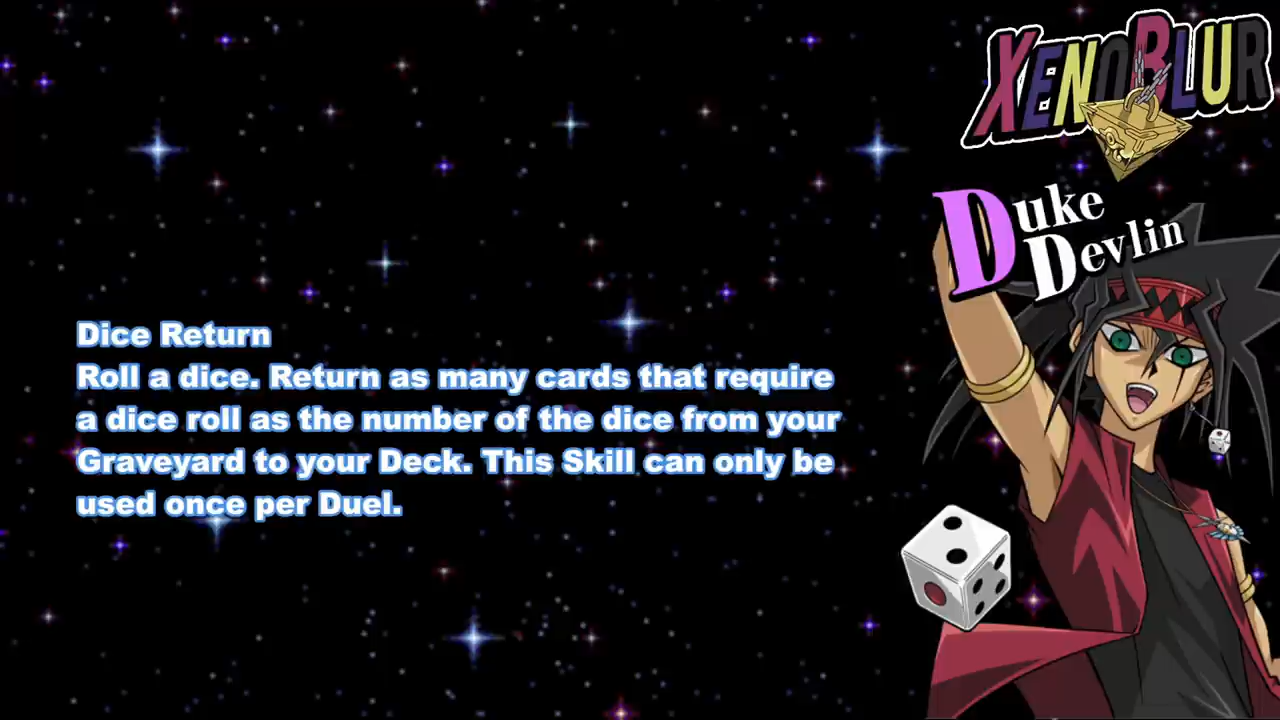 XENOBLUR
Duke
Devlin
Dice Return
Roll a dice. Return as many cards that require
a dice roll as the number of the dice from your
Graveyard to your Deck. This Skill can only be
used once per Duel.